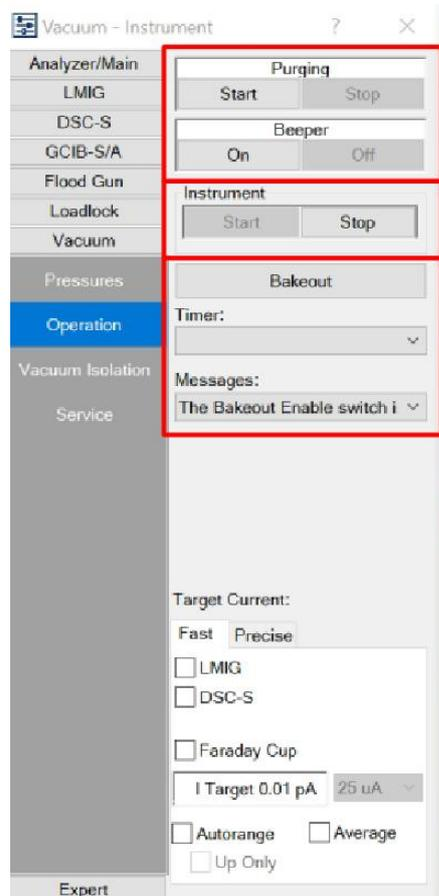 Vacuum - Instrument ?
Analyzer/Main
LMIG
DSC-S
GCIB-S/A
Flood Gun
Loadlock
Vacuum
Pressures
Operation
Vacuum Isolation
Service
Expert
Purging
Start Stop
Beeper
On Off
Instrument
Start Stop
Bakeout
Timer:
Messages:
The Bakeout Enable switch i
Target Current:
Fast Precise
LMIG
DSC-S
Faraday Cup
I Target 0.01 pA 25 uA
Autorange Average
Up Only